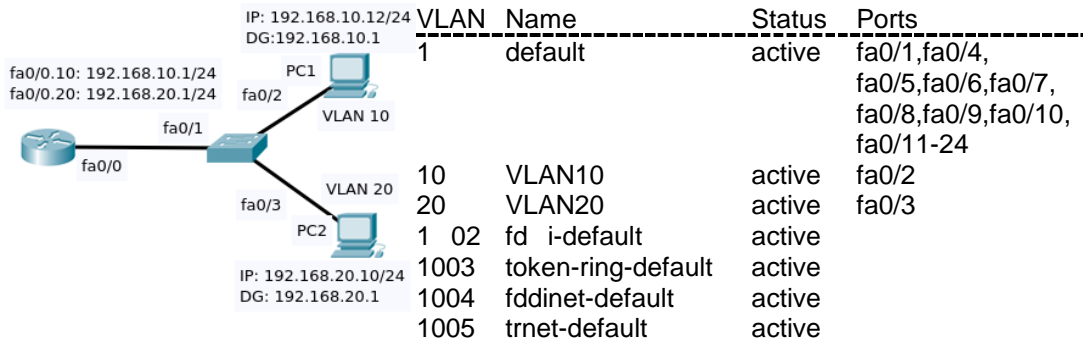 IP: 192.168.10.12/24
DG:192.168.10.1
fa0/0.10: 192.168.10.1/24
fa0/0.20: 192.168.20.1/24
PC1
fa0/2
VLAN 10
fa0/1
fa0/0
VLAN 20
fa0/3
PC2
IP: 192.168.20.10/24
DG: 192.168.20.1
VLAN Name Status Ports
1 default active fa0/1,fa0/4,
fa0/5,fa0/6,fa0/7,
fa0/8,fa0/9,fa0/10,
fa0/11-24
10 VLAN10 active fa0/2
20 VLAN20 active fa0/3
1 02 fd i-default active
1003 token-ring-default active
1004 fddinet-default active
1005 trnet-default active